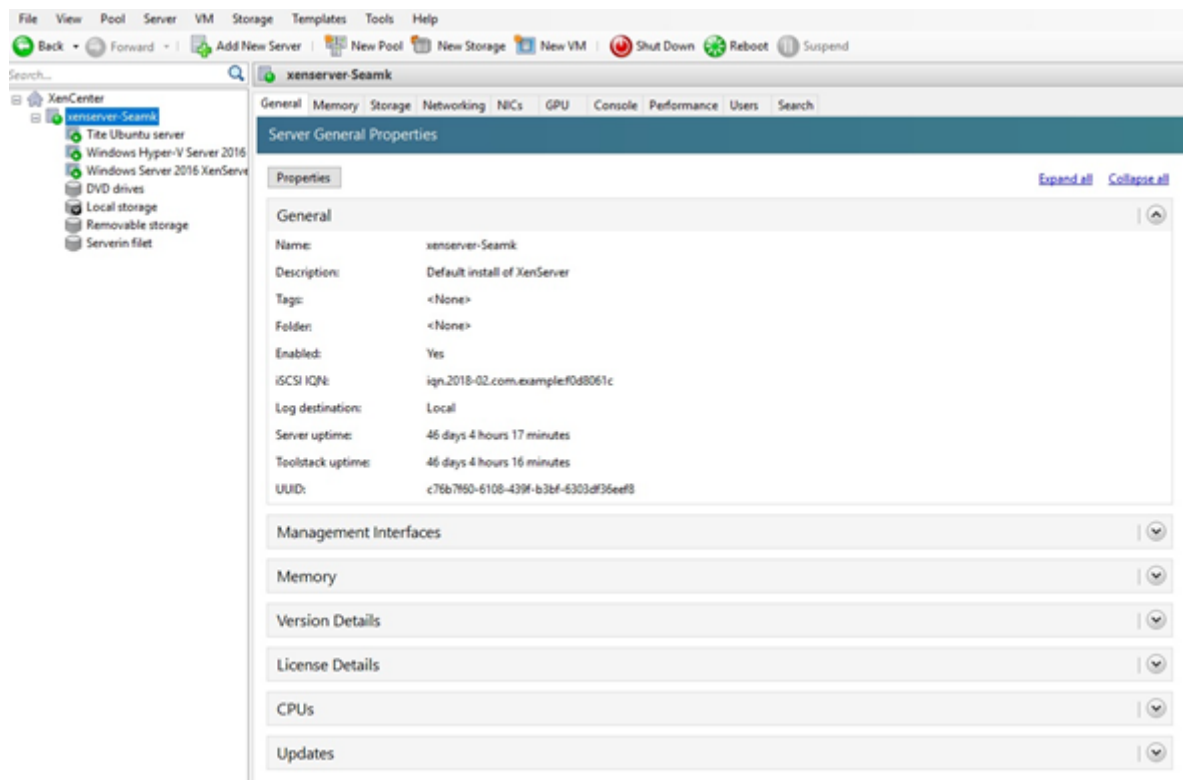 File View Pool Server VM Storage Templates Tools Help
Back Forward Add New Server New Pool New Storage New VM Shut Down Reboot Suspend
Search...
xenserver-Seamk
XenCenter
xenserver-Seamk
Tite Ubuntu server
Windows Hyper-V Server 2016
Windows Server 2016 XenServe
DVD drives
Local storage
Removable storage
Serverin filet
General Memory Storage Networking NICs GPU Console Performance Users Search
Server General Properties
Properties
Expand all Collapse all
General
Name: xenserver-Seamk
Description: Default install of XenServer
Tags: <None>
Folder: <None>
Enabled: Yes
iSCSI IQN: iqn.2018-02.com.example:f0d8061c
Log destination: Local
Server uptime: 46 days 4 hours 17 minutes
Toolstack uptime: 46 days 4 hours 16 minutes
UUID: c76b7f60-6108-439f-b3bf-6303df36eef8
Management Interfaces
Memory
Version Details
License Details
CPUs
Updates